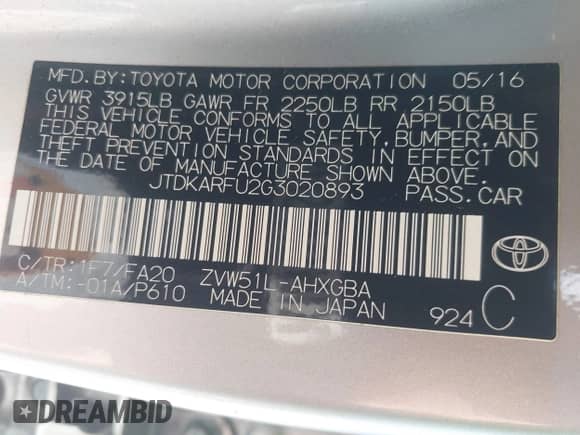 MFD.BY:TOYOTA MOTOR CORPORATION 05/16
GVWR 3915LB GAWR FR 2250LB RR 2150LB
THIS VEHICLE CONFORMS TO ALL APPLICABLE
FEDERAL MOTOR VEHICLE SAFETY,BUMPER,AND
THEFT PREVENTION STANDARDS IN EFFECT ON
THE DATE OF MANUFACTURE SHOWN ABOVE.
JTDKARFU2G3020893 PASS.CAR
C/TR:1F7/FA20 ZVW51L-AHXGBA
A/TM:-01A/P610 MADE IN JAPAN 924 C
TOYOTA
DREAMBID